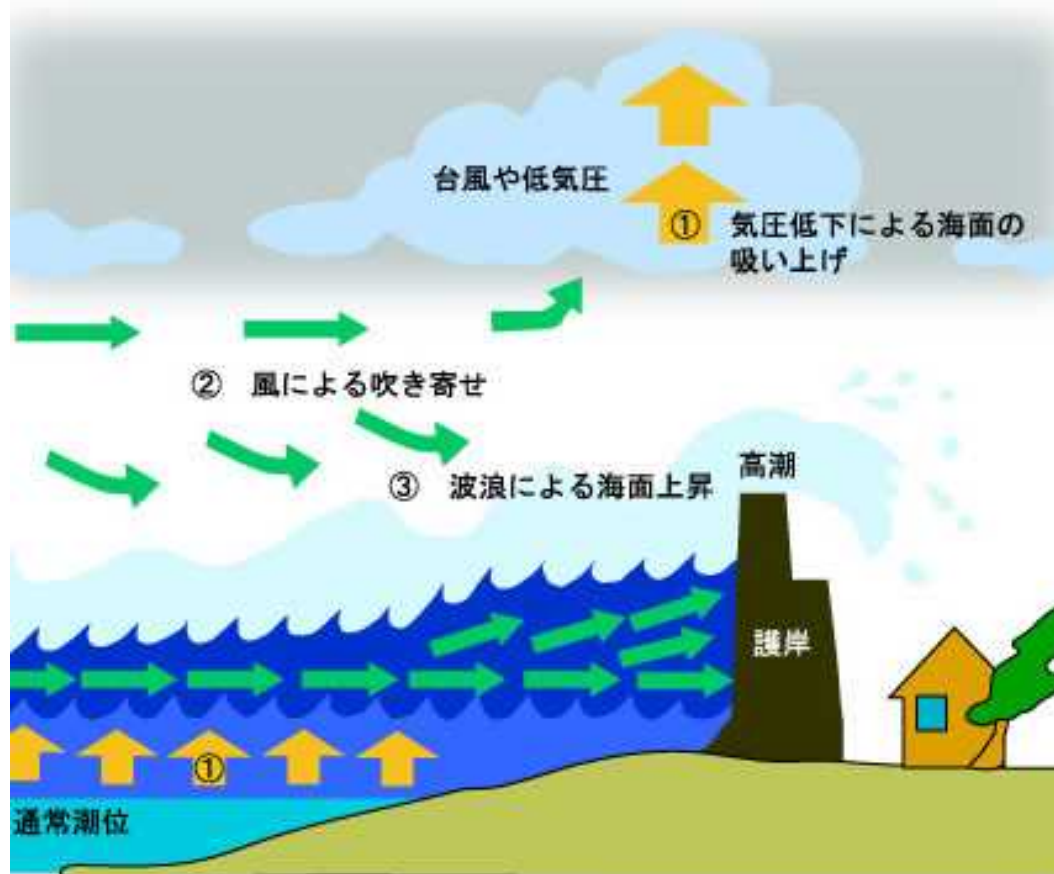 台風や低気圧
① 気圧低下による海面の
吸い上げ
② 風による吹き寄せ
③ 波浪による海面上昇
高潮
護岸
①
通常潮位